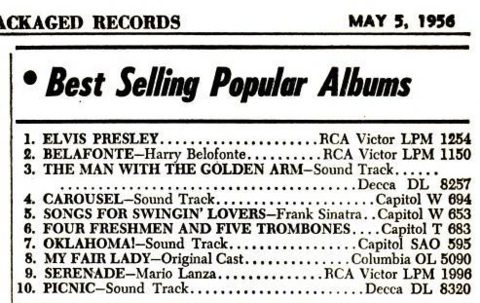 ACKAGED RECORDS MAY 5, 1956
• Best Selling Popular Albums
1. ELVIS PRESLEY....................RCA Victor LPM 1254
2. BELAFONTE—Harry Belofonte..........RCA Victor LPM 1150
3. THE MAN WITH THE GOLDEN ARM—Sound Track......
......................................Decca DL 8257
4. CAROUSEL—Sound Track....................Capitol W 694
5. SONGS FOR SWINGIN' LOVERS—Frank Sinatra..Capitol W 653
6. FOUR FRESHMEN AND FIVE TROMBONES....Capitol T 683
7. OKLAHOMA!—Sound Track................Capitol SAO 595
8. MY FAIR LADY—Original Cast..........Columbia OL 5090
9. SERENADE—Mario Lanza..............RCA Victor LPM 1996
10. PICNIC—Sound Track....................Decca DL 8320